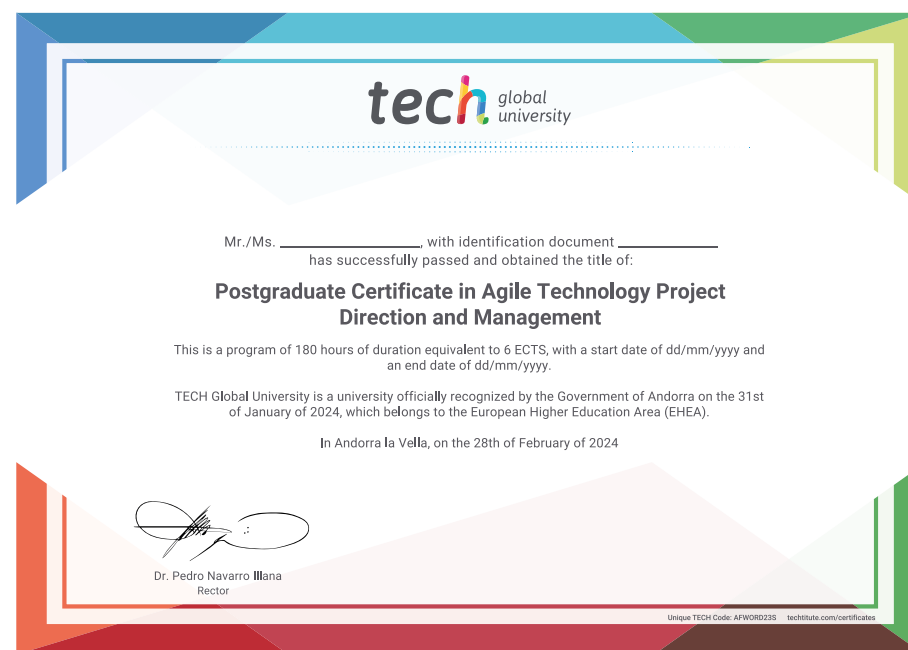 tech global university
Mr./Ms. ____________________, with identification document ______________
has successfully passed and obtained the title of:
Postgraduate Certificate in Agile Technology Project
Direction and Management
This is a program of 180 hours of duration equivalent to 6 ECTS, with a start date of dd/mm/yyyy and
an end date of dd/mm/yyyy.
TECH Global University is a university officially recognized by the Government of Andorra on the 31st
of January of 2024, which belongs to the European Higher Education Area (EHEA).
In Andorra la Vella, on the 28th of February of 2024
Dr. Pedro Navarro Illana
Rector
Unique TECH Code: AFWORD23S techtitute.com/certificates